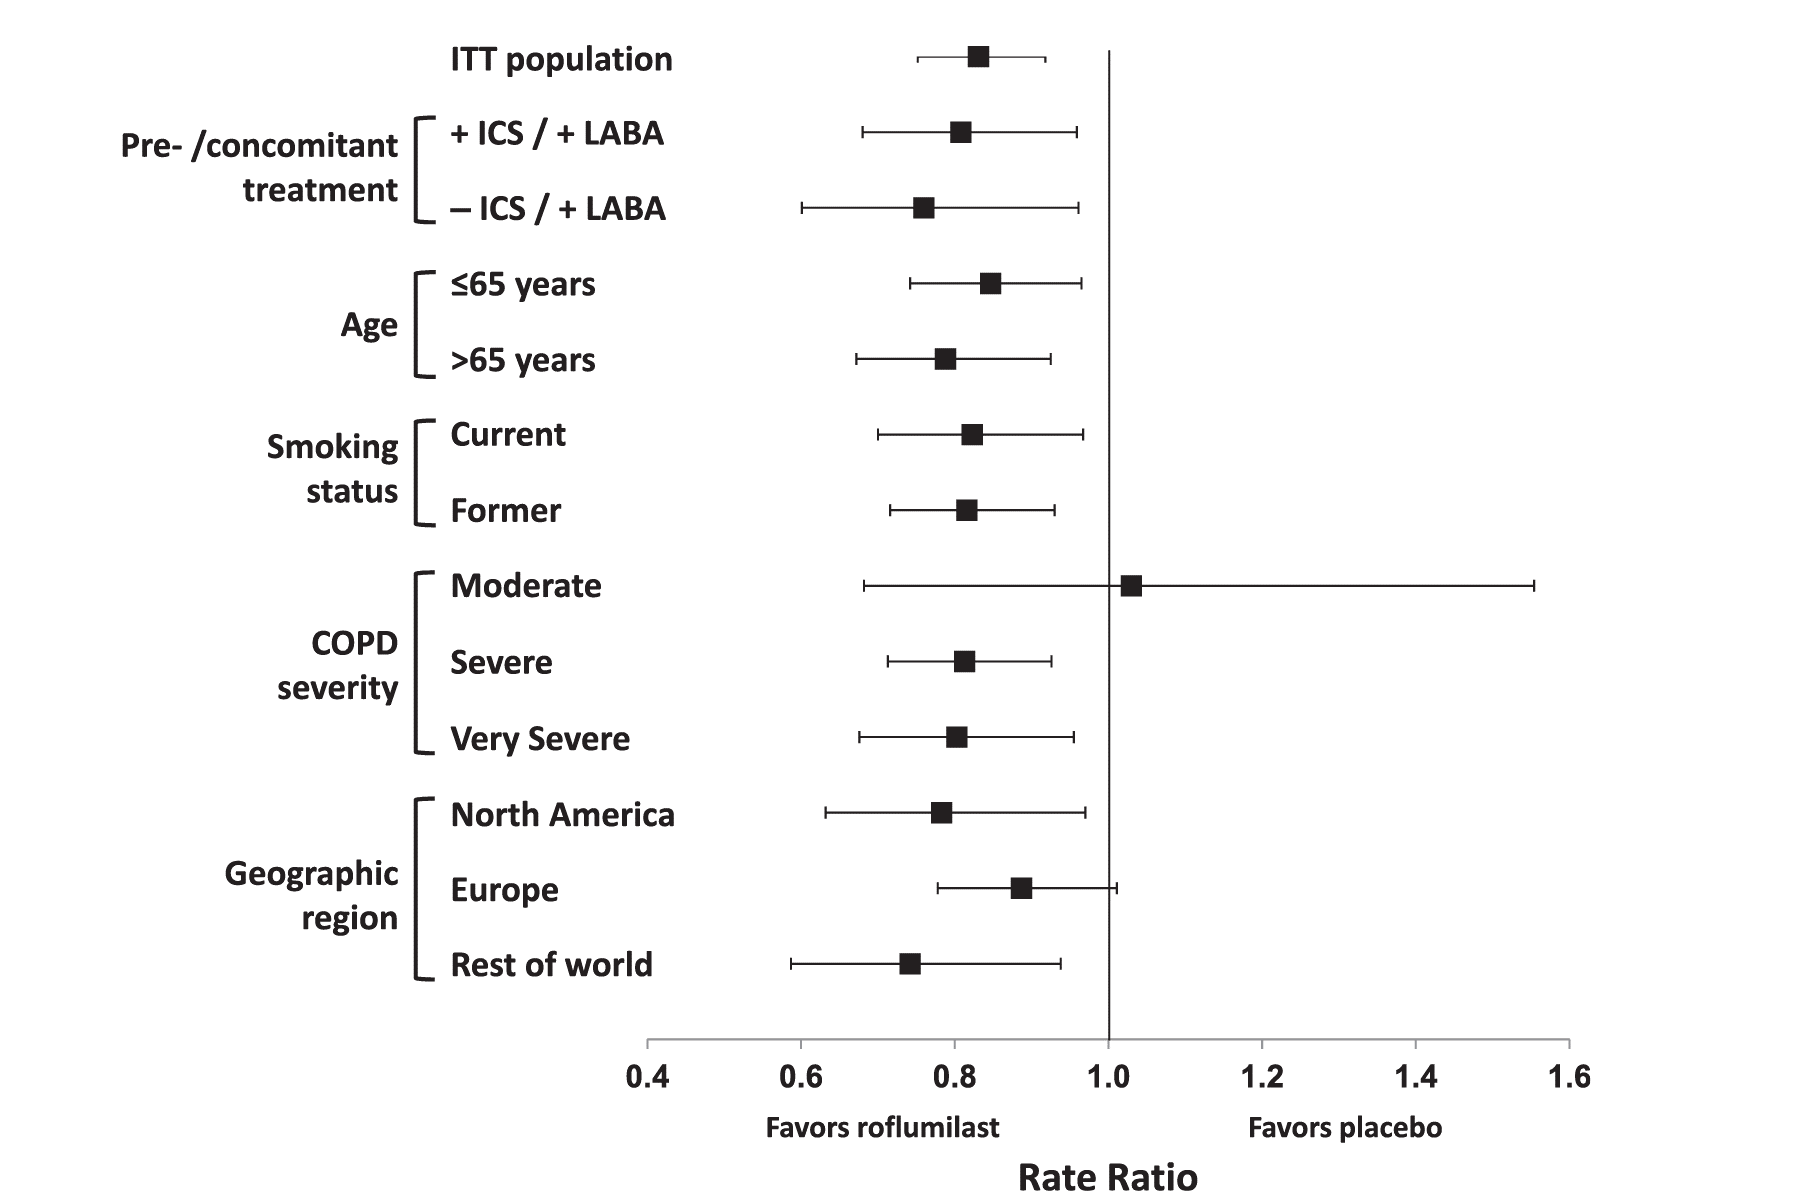 ITT population
Pre- /concomitant
treatment
+ ICS / + LABA
– ICS / + LABA
Age
≤65 years
>65 years
Smoking
status
Current
Former
COPD
severity
Moderate
Severe
Very Severe
Geographic
region
North America
Europe
Rest of world
0.4 0.6 0.8 1.0 1.2 1.4 1.6
Favors roflumilast Favors placebo
Rate Ratio